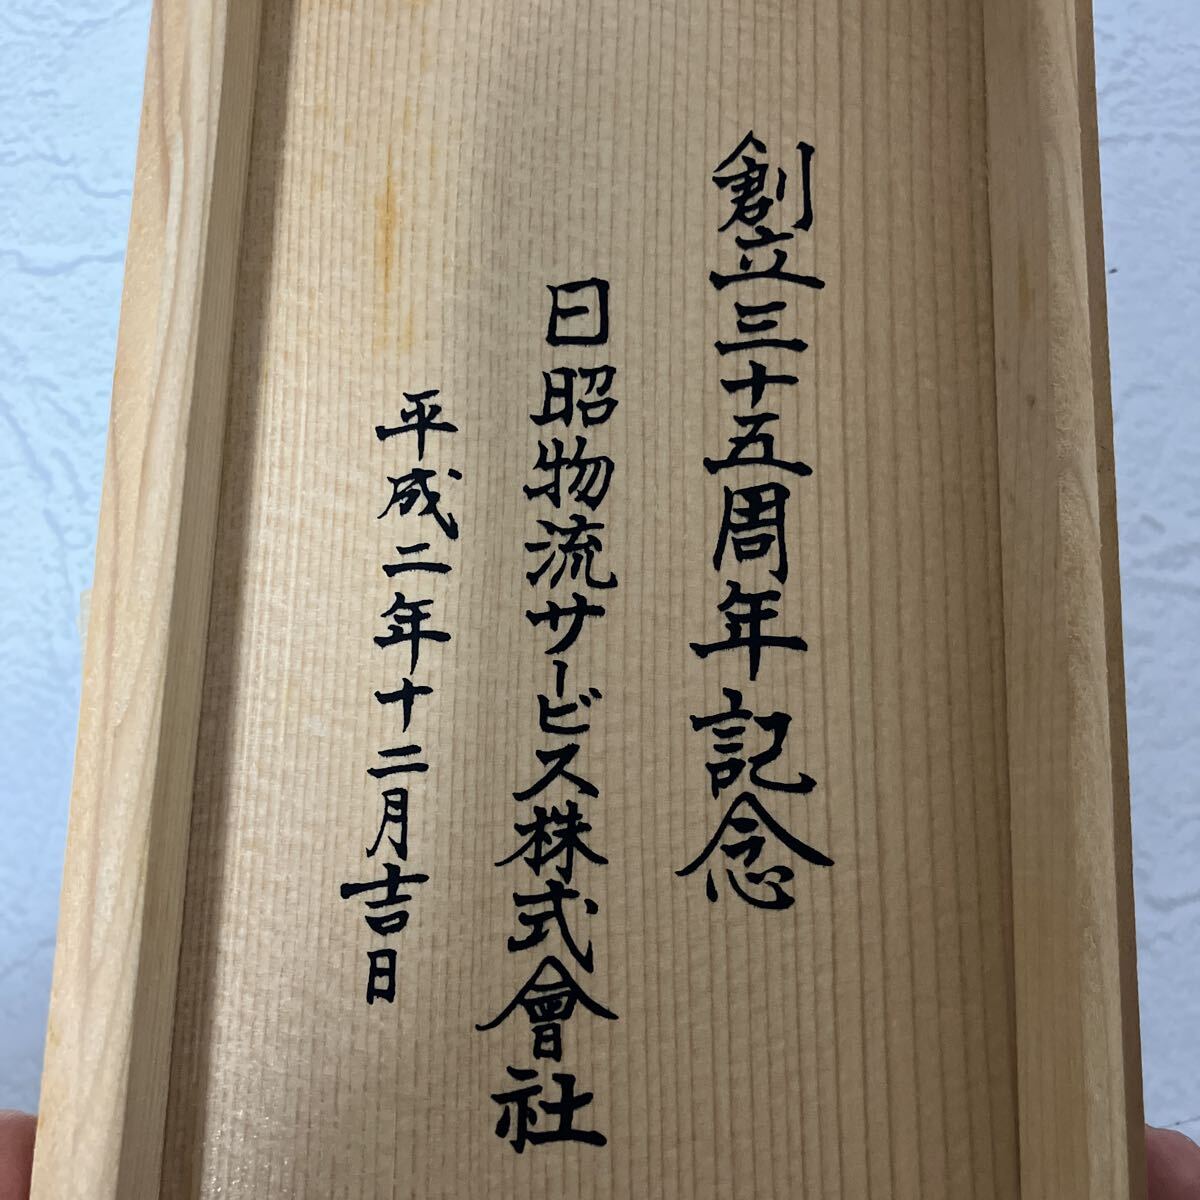 創立三十五周年記念
日昭物流サービス株式會社
平成二年十二月吉日